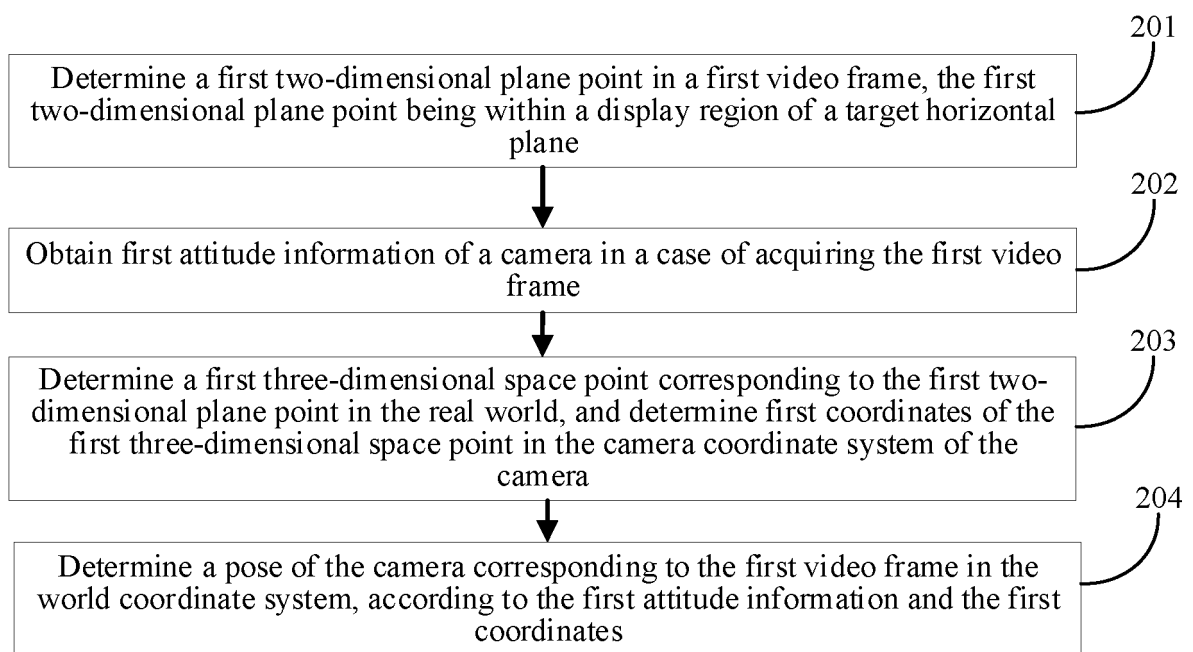 201
Determine a first two-dimensional plane point in a first video frame, the first
two-dimensional plane point being within a display region of a target horizontal
plane
202
Obtain first attitude information of a camera in a case of acquiring the first video
frame
203
Determine a first three-dimensional space point corresponding to the first two-
dimensional plane point in the real world, and determine first coordinates of the
first three-dimensional space point in the camera coordinate system of the
camera
204
Determine a pose of the camera corresponding to the first video frame in the
world coordinate system, according to the first attitude information and the first
coordinates